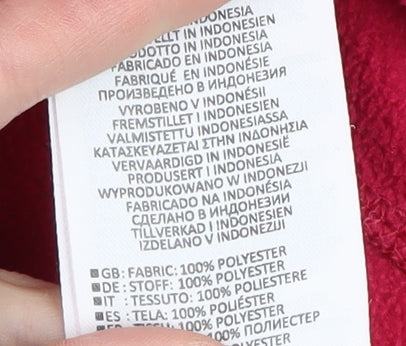 INDONESIA
IN INDONESIEN
IN INDONESIA
FABRICADO EN INDONESIA
FABRIQUÉ EN INDONÉSIE
ПРОИЗВЕДЕНО В ИНДОНЕЗИЯ
VYROBENO V INDONÉSII
FREMSTILLET I INDONESIEN
VALMISTETTU INDONESIASSA
ΚΑΤΑΣΚΕΥΑΖΕΤΑΙ ΣΤΗΝ ΙΝΔΟΝΗΣΙΑ
VERVAARDIGD IN INDONESIË
PRODUSERT I INDONESIA
WYPRODUKOWANO W INDONEZJI
FABRICADO NA INDONÉSIA
СДЕЛАНО В ИНДОНЕЗИИ
TILLVERKAD I INDONESIEN
IZDELANO V INDONEZIJI
GB: FABRIC: 100% POLYESTER
DE: STOFF: 100% POLYESTER
IT : TESSUTO: 100% POLIESTERE
ES : TELA: 100% POLIÉSTER
100% POLYESTER
100% ПОЛИЕСТЕР
POLYESTER